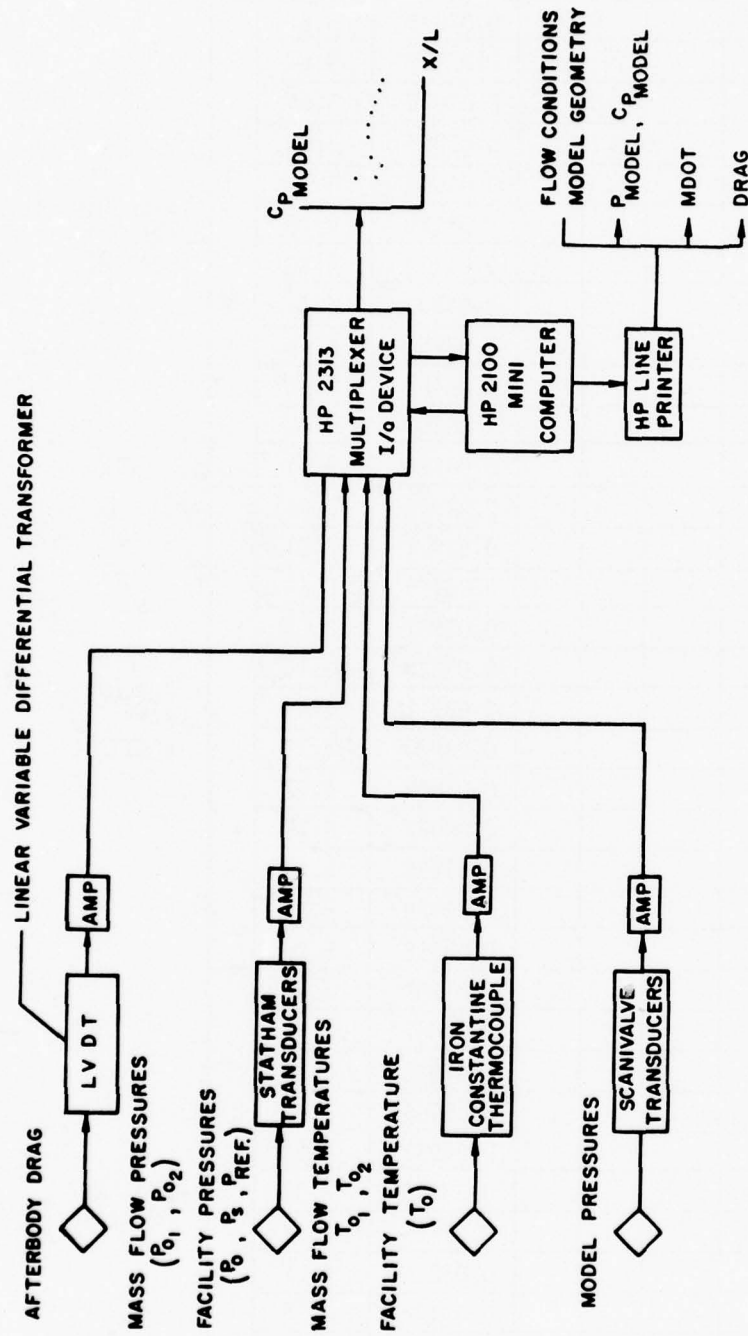 AFTERBODY DRAG
LV DT
LINEAR VARIABLE DIFFERENTIAL TRANSFORMER
AMP
MASS FLOW PRESSURES
(P01, P02)
FACILITY PRESSURES
(P0, PS, PREF.)
STATHAM
TRANSDUCERS
AMP
MASS FLOW TEMPERATURES
T01, T02
FACILITY TEMPERATURE
(T0)
IRON
CONSTANTINE
THERMOCOUPLE
AMP
MODEL PRESSURES
SCANIVALVE
TRANSDUCERS
AMP
HP 2313
MULTIPLEXER
I/O DEVICE
HP 2100
MINI
COMPUTER
HP LINE
PRINTER
CPMODEL
X/L
FLOW CONDITIONS
MODEL GEOMETRY
PMODEL, CPMODEL
MDOT
DRAG